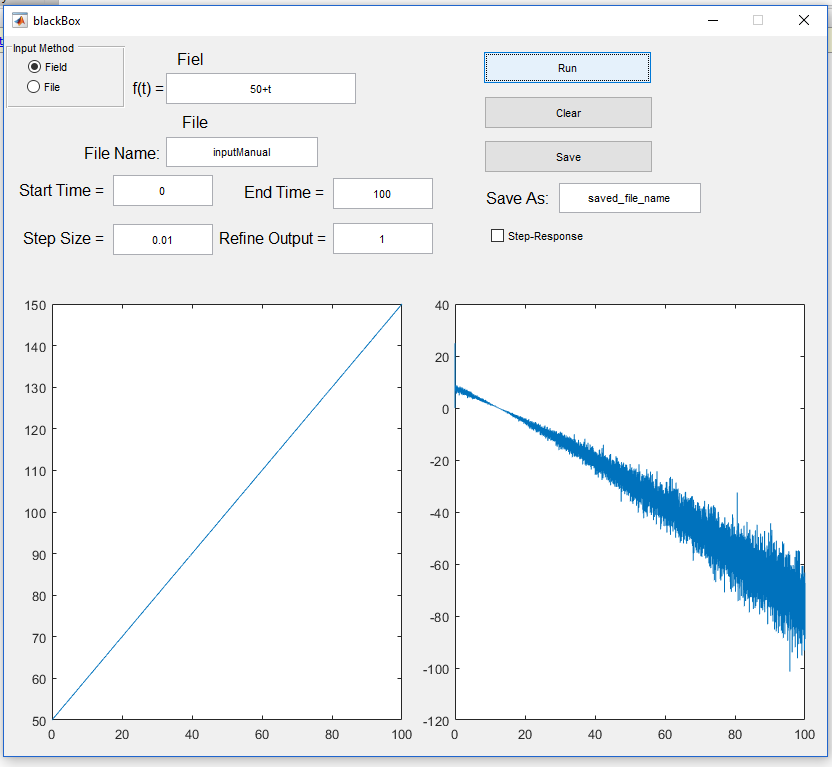 blackBox
Input Method
Field
File
Fiel
f(t) = 50+t
File
File Name: inputManual
Start Time = 0 End Time = 100
Step Size = 0.01 Refine Output = 1
Run
Clear
Save
Save As: saved_file_name
Step-Response
150
140
130
120
110
100
90
80
70
60
50
0 20 40 60 80 100
40
20
0
-20
-40
-60
-80
-100
-120
0 20 40 60 80 100